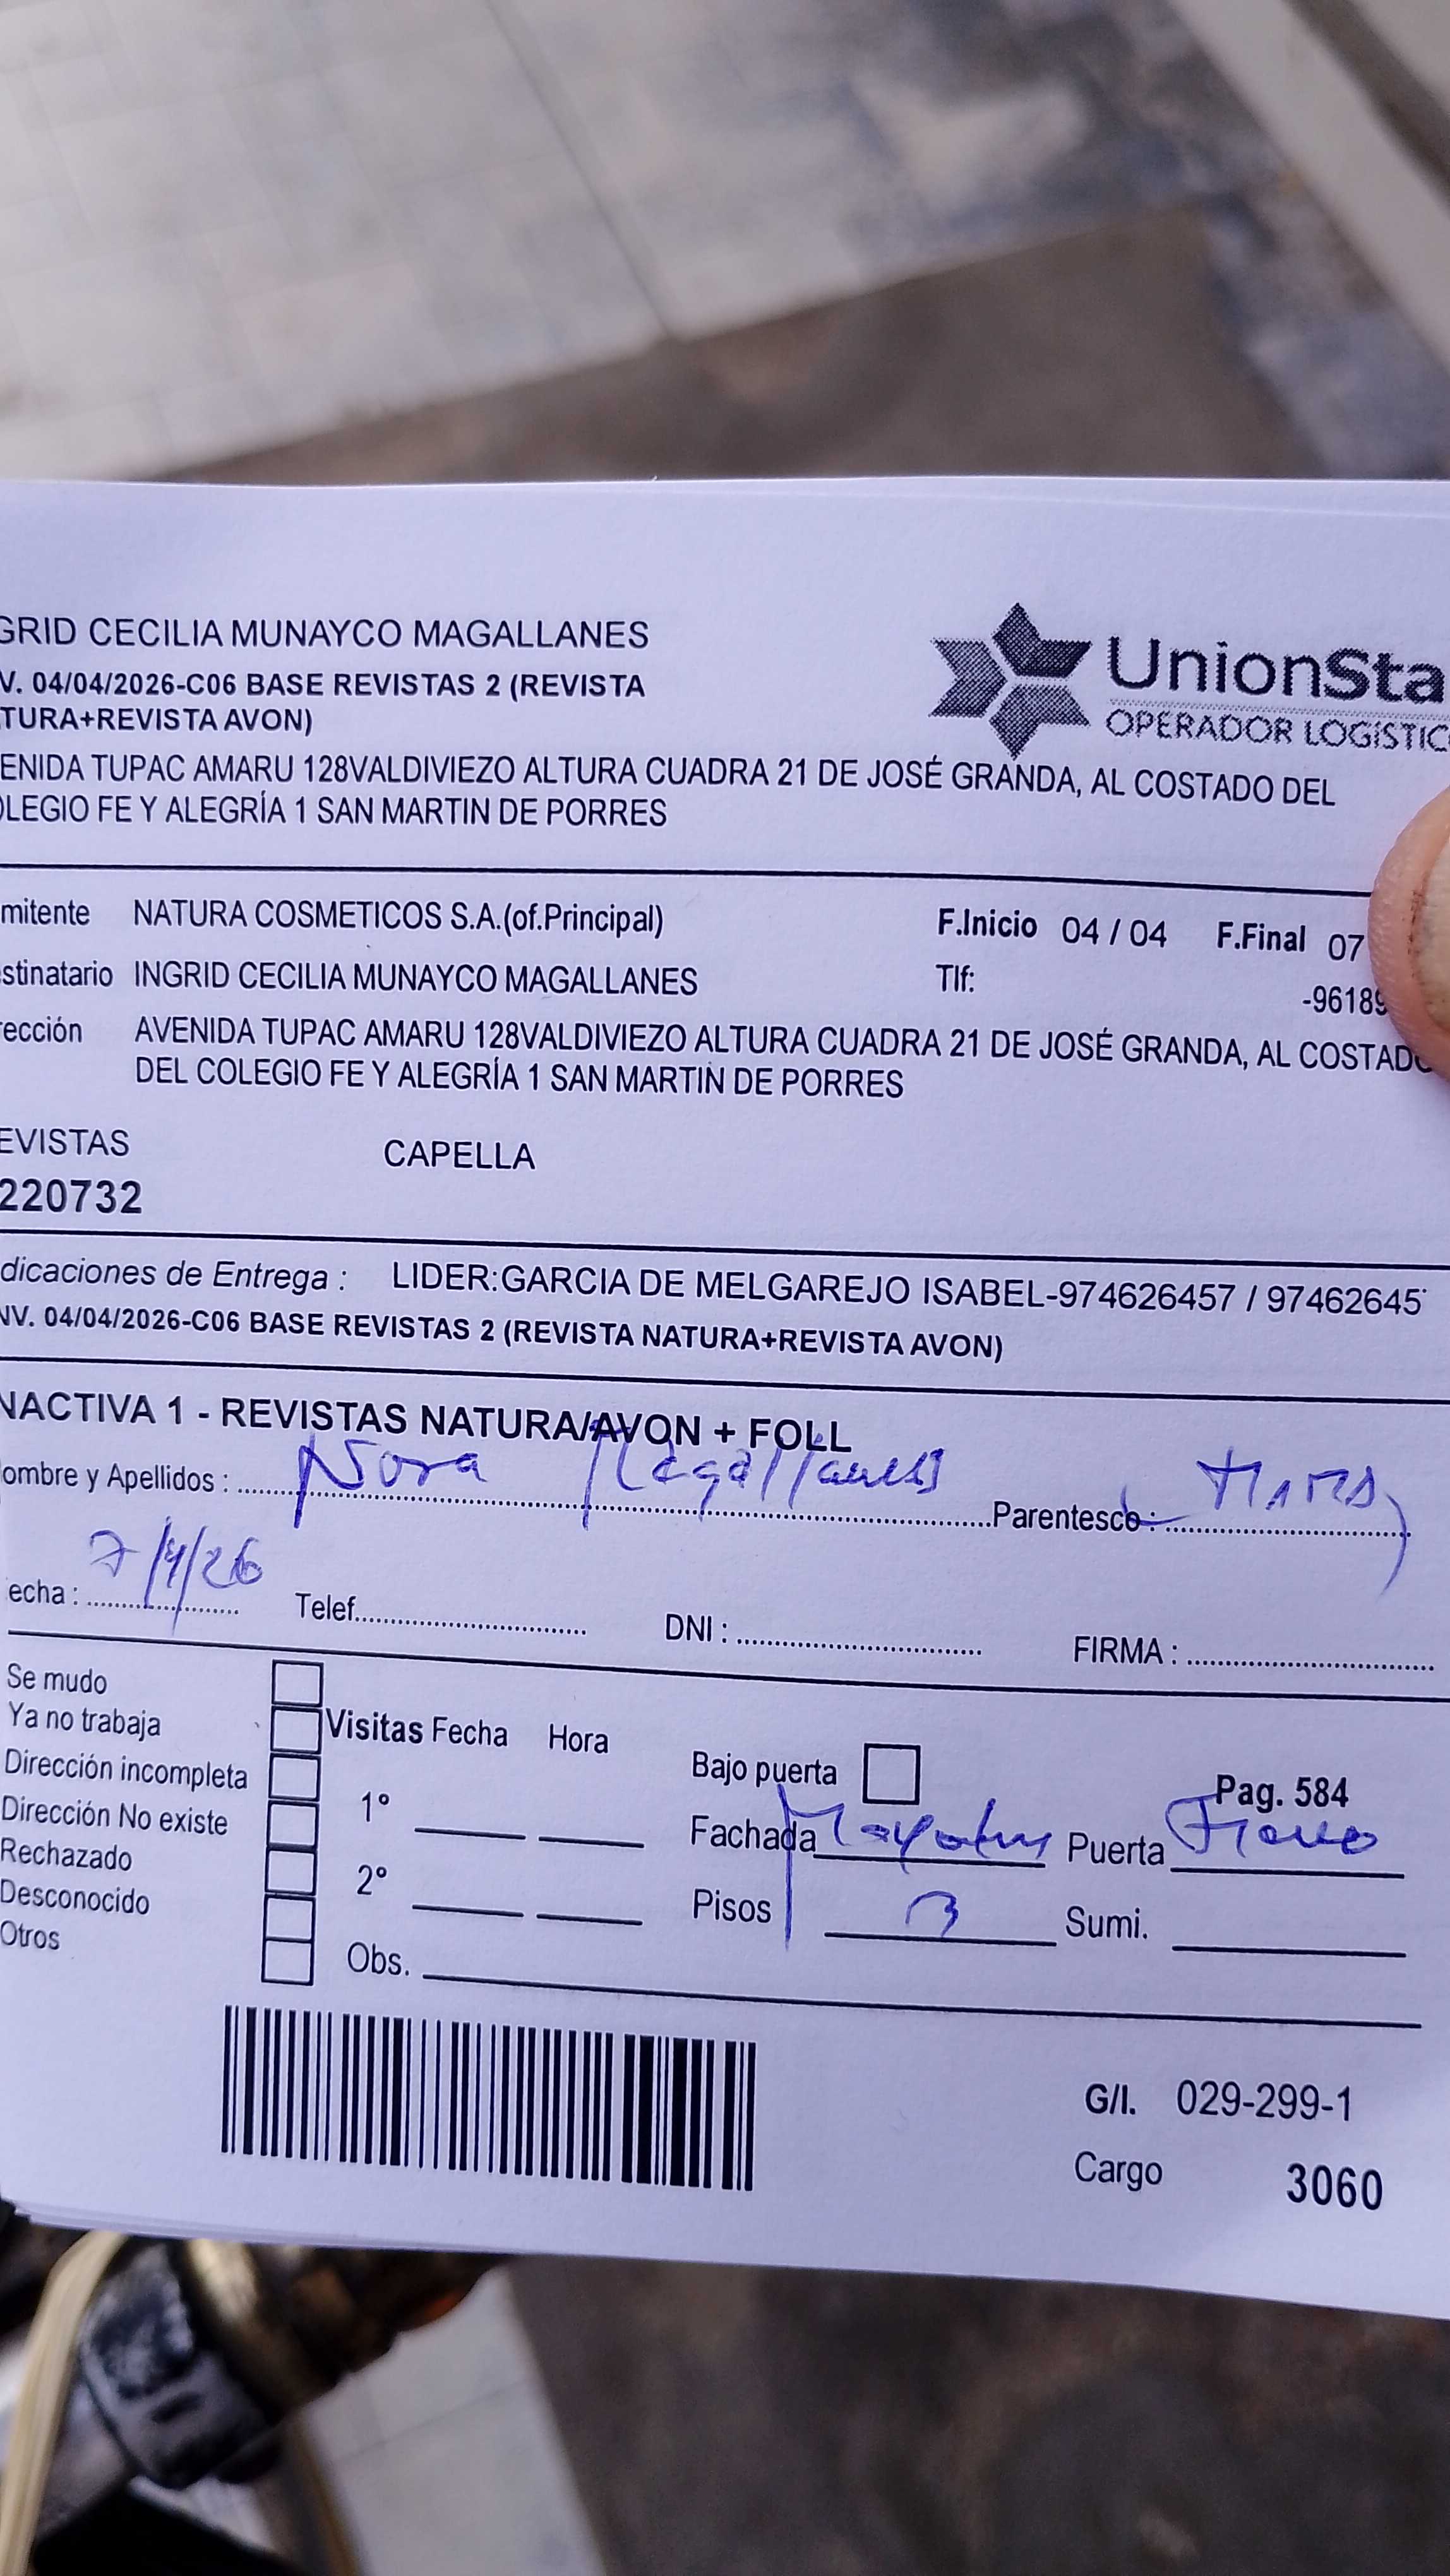 GRID CECILIA MUNAYCO MAGALLANES
V. 04/04/2026-C06 BASE REVISTAS 2 (REVISTA
TURA+REVISTA AVON)
UnionSta
OPERADOR LOGÍSTIC
ENIDA TUPAC AMARU 128VALDIVIEZO ALTURA CUADRA 21 DE JOSÉ GRANDA, AL COSTADO DEL
OLEGIO FE Y ALEGRÍA 1 SAN MARTIN DE PORRES
mitente NATURA COSMETICOS S.A.(of.Principal) F.Inicio 04 / 04 F.Final 07
stinatario INGRID CECILIA MUNAYCO MAGALLANES Tlf: -96189
rección AVENIDA TUPAC AMARU 128VALDIVIEZO ALTURA CUADRA 21 DE JOSÉ GRANDA, AL COSTADO
DEL COLEGIO FE Y ALEGRÍA 1 SAN MARTIN DE PORRES
EVISTAS CAPELLA
220732
dicaciones de Entrega : LIDER:GARCIA DE MELGAREJO ISABEL-974626457 / 97462645
NV. 04/04/2026-C06 BASE REVISTAS 2 (REVISTA NATURA+REVISTA AVON)
NACTIVA 1 - REVISTAS NATURA/AVON + FOLL
ombre y Apellidos : Nora Magallanes Parentesco :
echa : 7/4/26 Telef. DNI : FIRMA :
Se mudo
Ya no trabaja
Dirección incompleta
Dirección No existe
Rechazado
Desconocido
Otros
Visitas Fecha Hora
1°
2°
Obs.
Bajo puerta
Pag. 584
Fachada Puerta
Pisos 3 Sumi.
G/I. 029-299-1
Cargo 3060